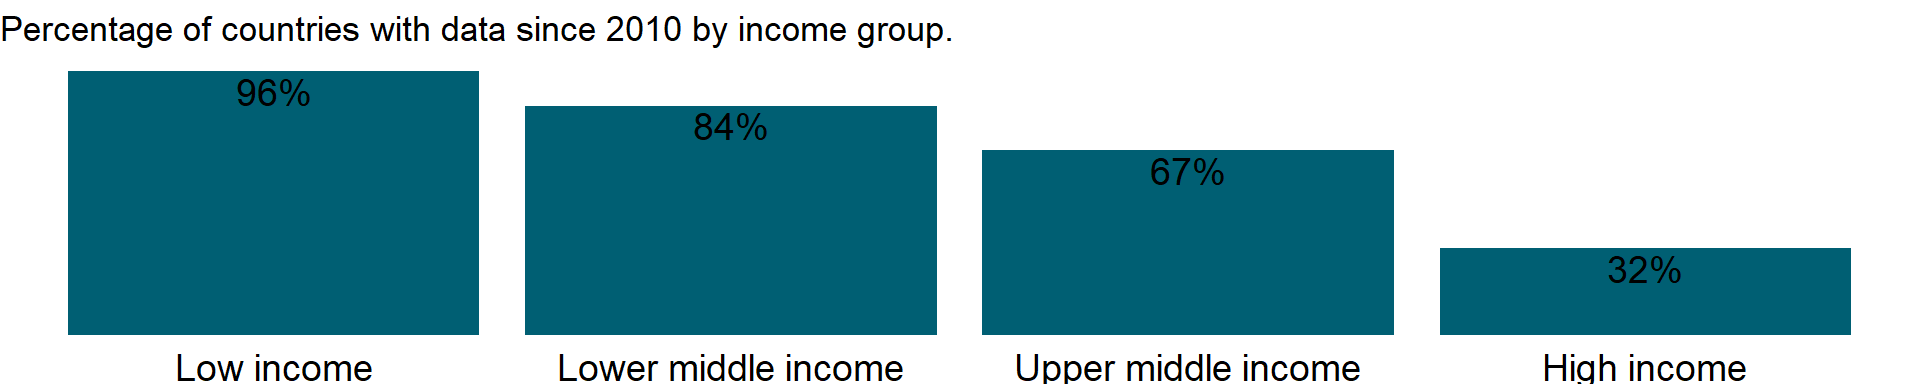 Percentage of countries with data since 2010 by income group.
96%
84%
67%
32%
Low income
Lower middle income
Upper middle income
High income